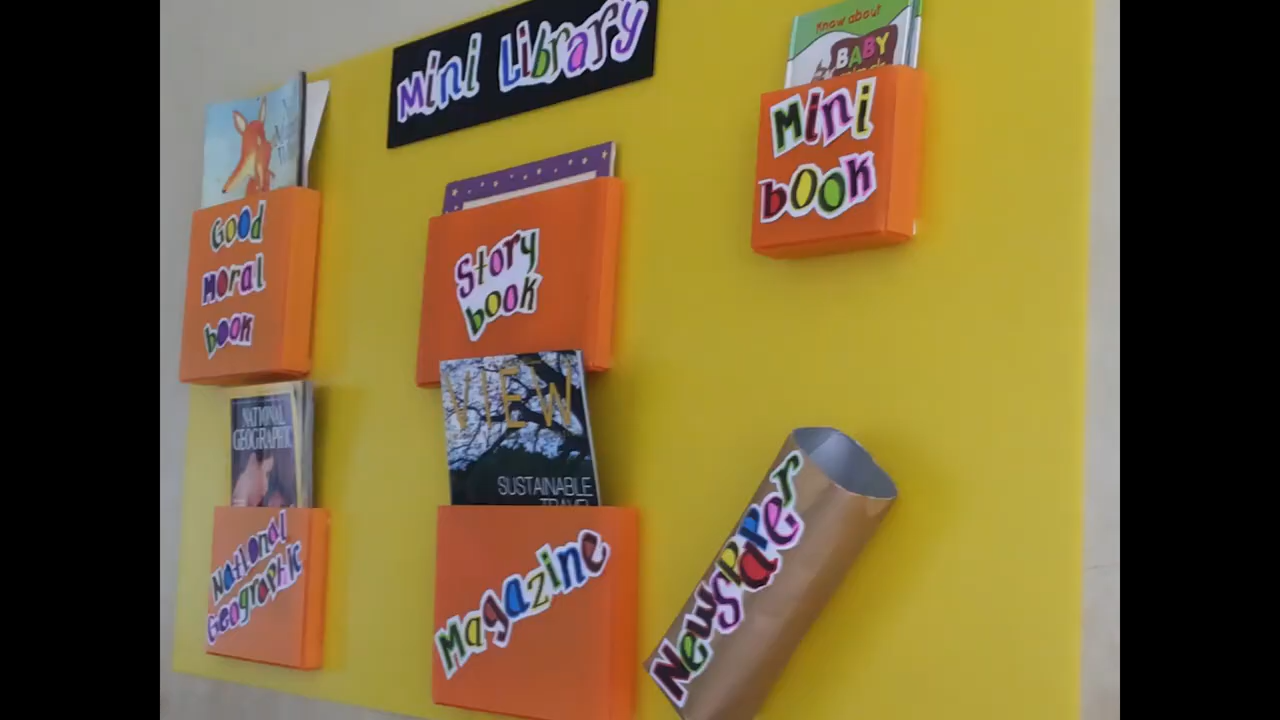 Mini Library
Know about
BABY
Mini
book
Good
Moral
book
Story
book
NATIONAL
GEOGRAPHIC
VIEW
SUSTAINABLE
TRAVEL
National
Geographic
Magazine
Newspaper